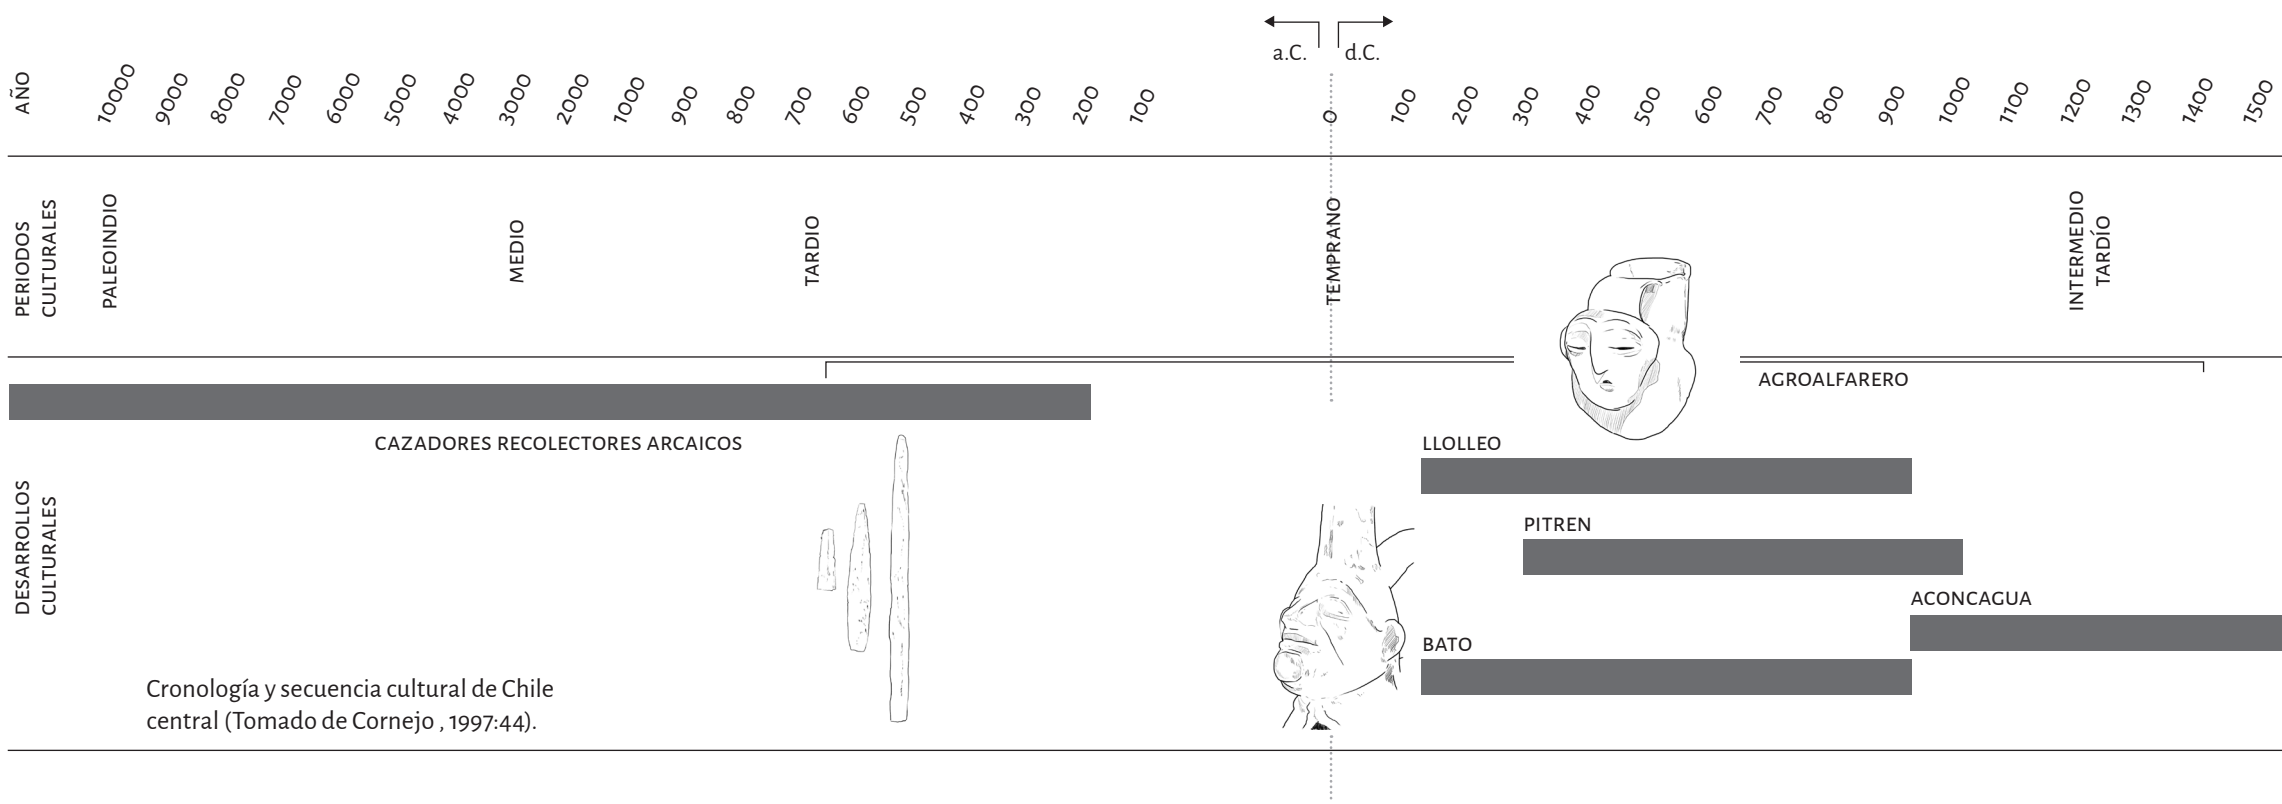 a.C. d.C.
AÑO 10000 9000 8000 7000 6000 5000 4000 3000 2000 1000 900 800 700 600 500 400 300 200 100 0 100 200 300 400 500 600 700 800 900 1000 1100 1200 1300 1400 1500
PERIODOS
CULTURALES
PALEOINDIO
MEDIO
TARDIO
TEMPRANO
INTERMEDIO
TARDÍO
AGROALFARERO
DESARROLLOS
CULTURALES
CAZADORES RECOLECTORES ARCAICOS
LLOLLEO
PITREN
ACONCAGUA
BATO
Cronología y secuencia cultural de Chile
central (Tomado de Cornejo , 1997:44).